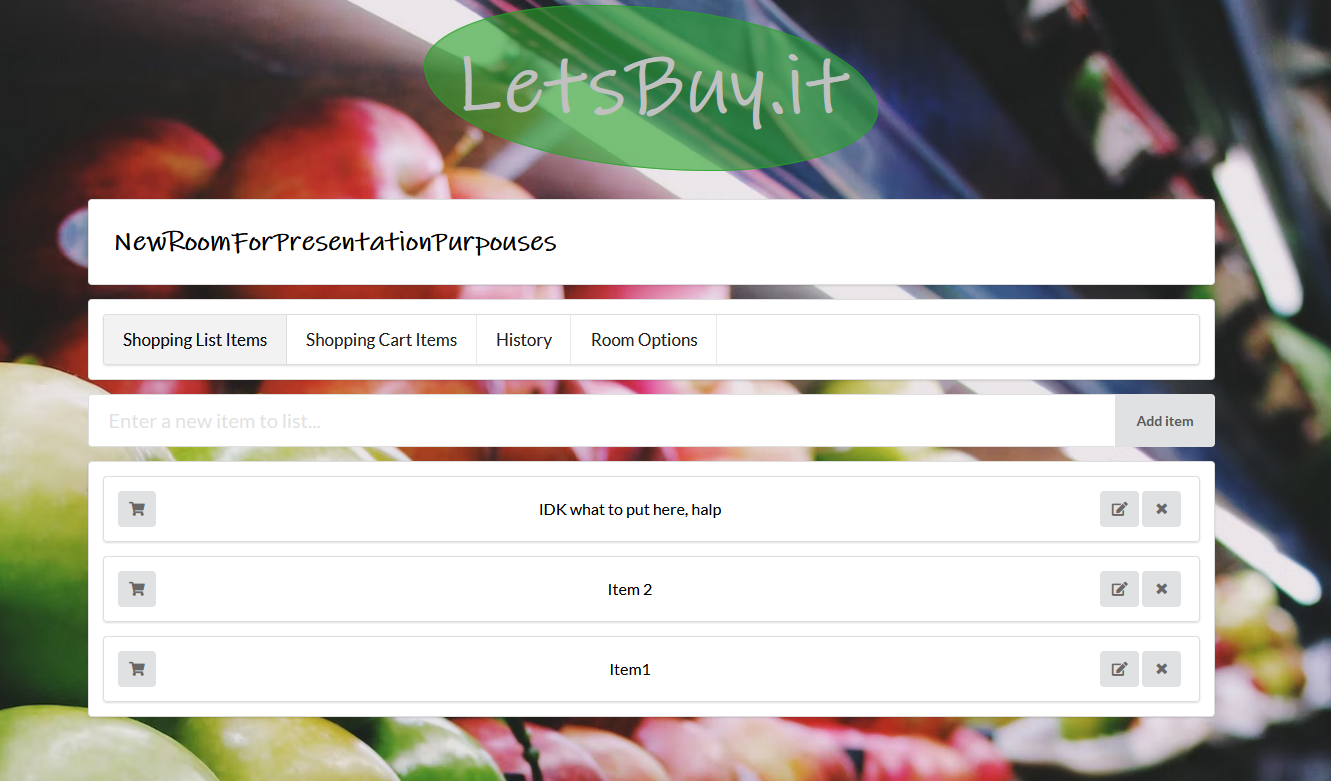 LetsBuy.it
NewRoomForPresentationPurpouses
Shopping List Items
Shopping Cart Items
History
Room Options
Enter a new item to list...
Add item
IDK what to put here, halp
Item 2
Item1